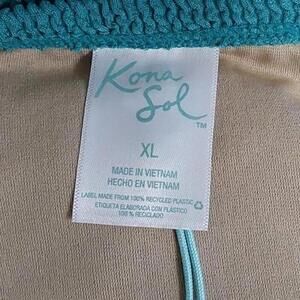 Kona
Sol
TM
XL
MADE IN VIETNAM
HECHO EN VIETNAM
LABEL MADE FROM 100% RECYCLED PLASTIC
ETIQUETA ELABORADA CON PLÁSTICO
100 % RECICLADO